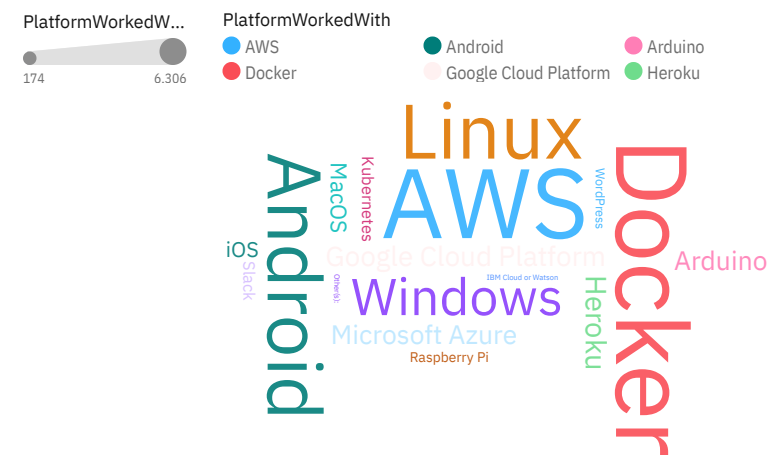 PlatformWorkedW...
174
6.306
PlatformWorkedWith
AWS
Android
Arduino
Docker
Google Cloud Platform
Heroku
Linux
AWS
Android
MacOS
Kubernetes
WordPress
Docker
iOS
Slack
Google Cloud Platform
Arduino
Other(s):
IBM Cloud or Watson
Windows
Heroku
Microsoft Azure
Raspberry Pi